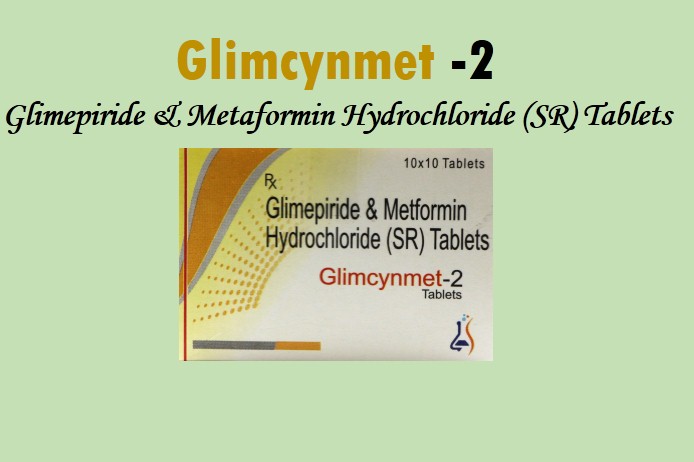 Glimcynmet -2
Glimepiride & Metaformin Hydrochloride (SR) Tablets
10x10 Tablets
Rx
Glimepiride & Metformin
Hydrochloride (SR) Tablets
Glimcynmet-2
Tablets